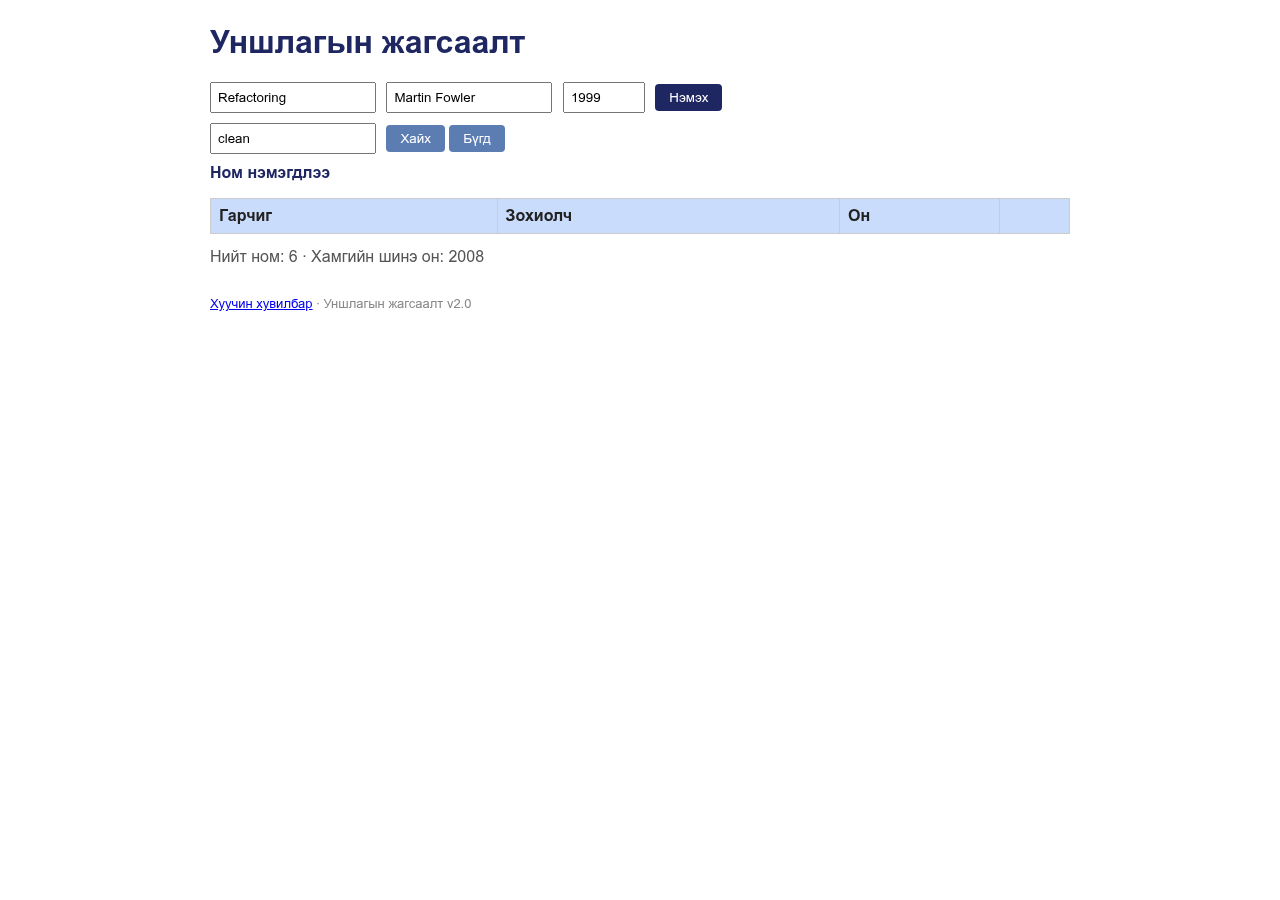 Уншлагын жагсаалт
Refactoring Martin Fowler 1999 Нэмэх
clean Хайх Бүгд
Ном нэмэгдлээ
Гарчиг Зохиолч Он
Нийт ном: 6 · Хамгийн шинэ он: 2008
Хуучин хувилбар · Уншлагын жагсаалт v2.0